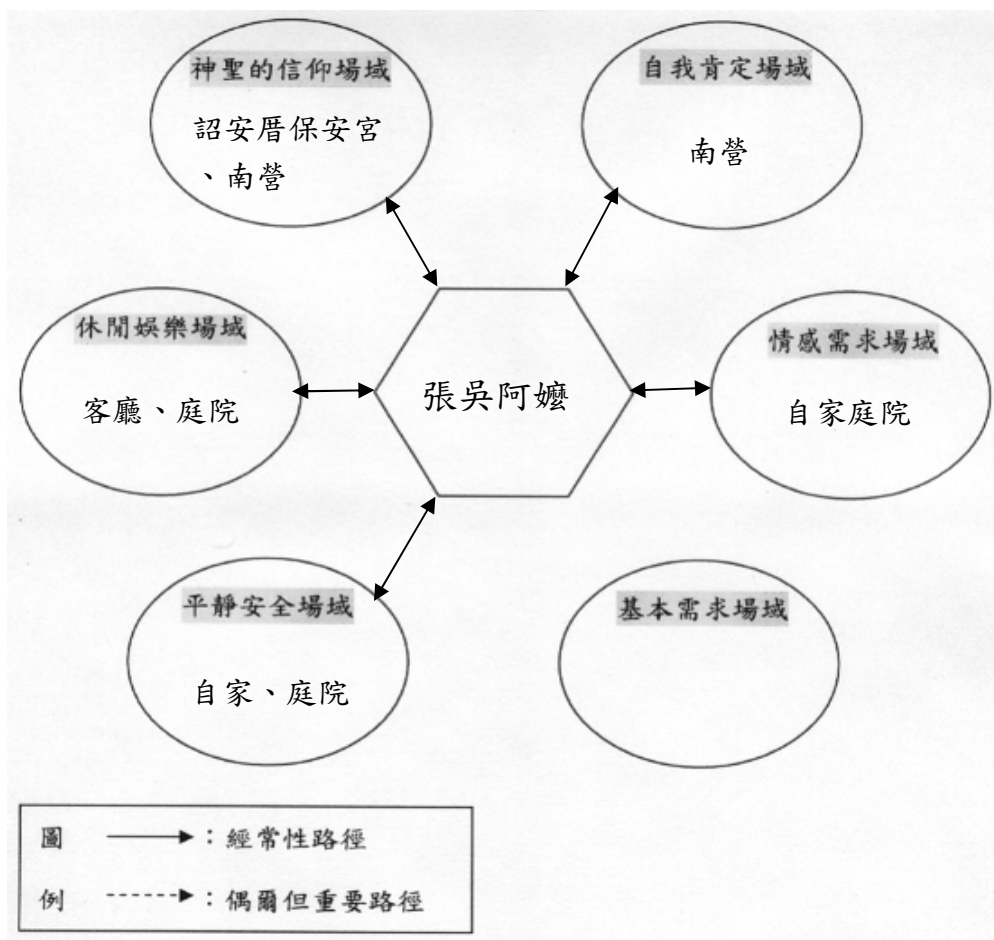 神聖的信仰場域
詔安厝保安宮
、南營
自我肯定場域
南營
休閒娛樂場域
客廳、庭院
張吳阿嬤
情感需求場域
自家庭院
平靜安全場域
自家、庭院
基本需求場域
圖 ：經常性路徑
例 ：偶爾但重要路徑